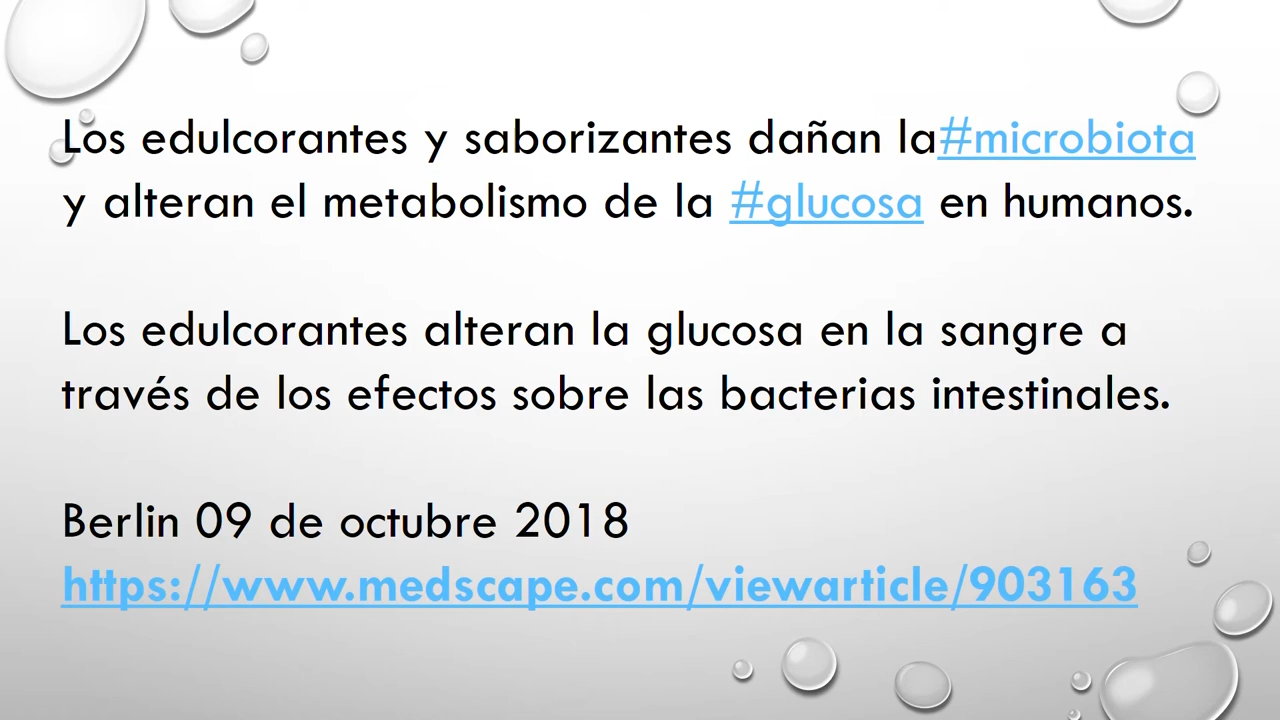 Los edulcorantes y saborizantes dañan la#microbiota
y alteran el metabolismo de la #glucosa en humanos.
Los edulcorantes alteran la glucosa en la sangre a
través de los efectos sobre las bacterias intestinales.
Berlin 09 de octubre 2018
https://www.medscape.com/viewarticle/903163